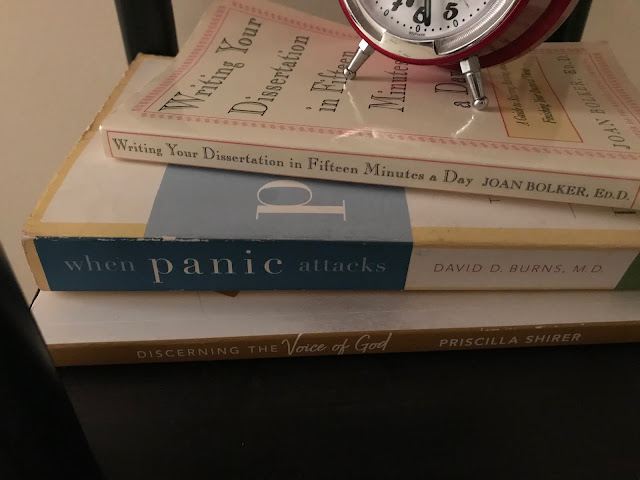 Writing Your
Dissertation
in Fifteen
Minutes
a Day
JOAN BOLKER, ED.D.
Writing Your Dissertation in Fifteen Minutes a Day JOAN BOLKER, ED.D.
p
when panic attacks DAVID D. BURNS, M.D.
DISCERNING THE Voice of God PRISCILLA SHIRER